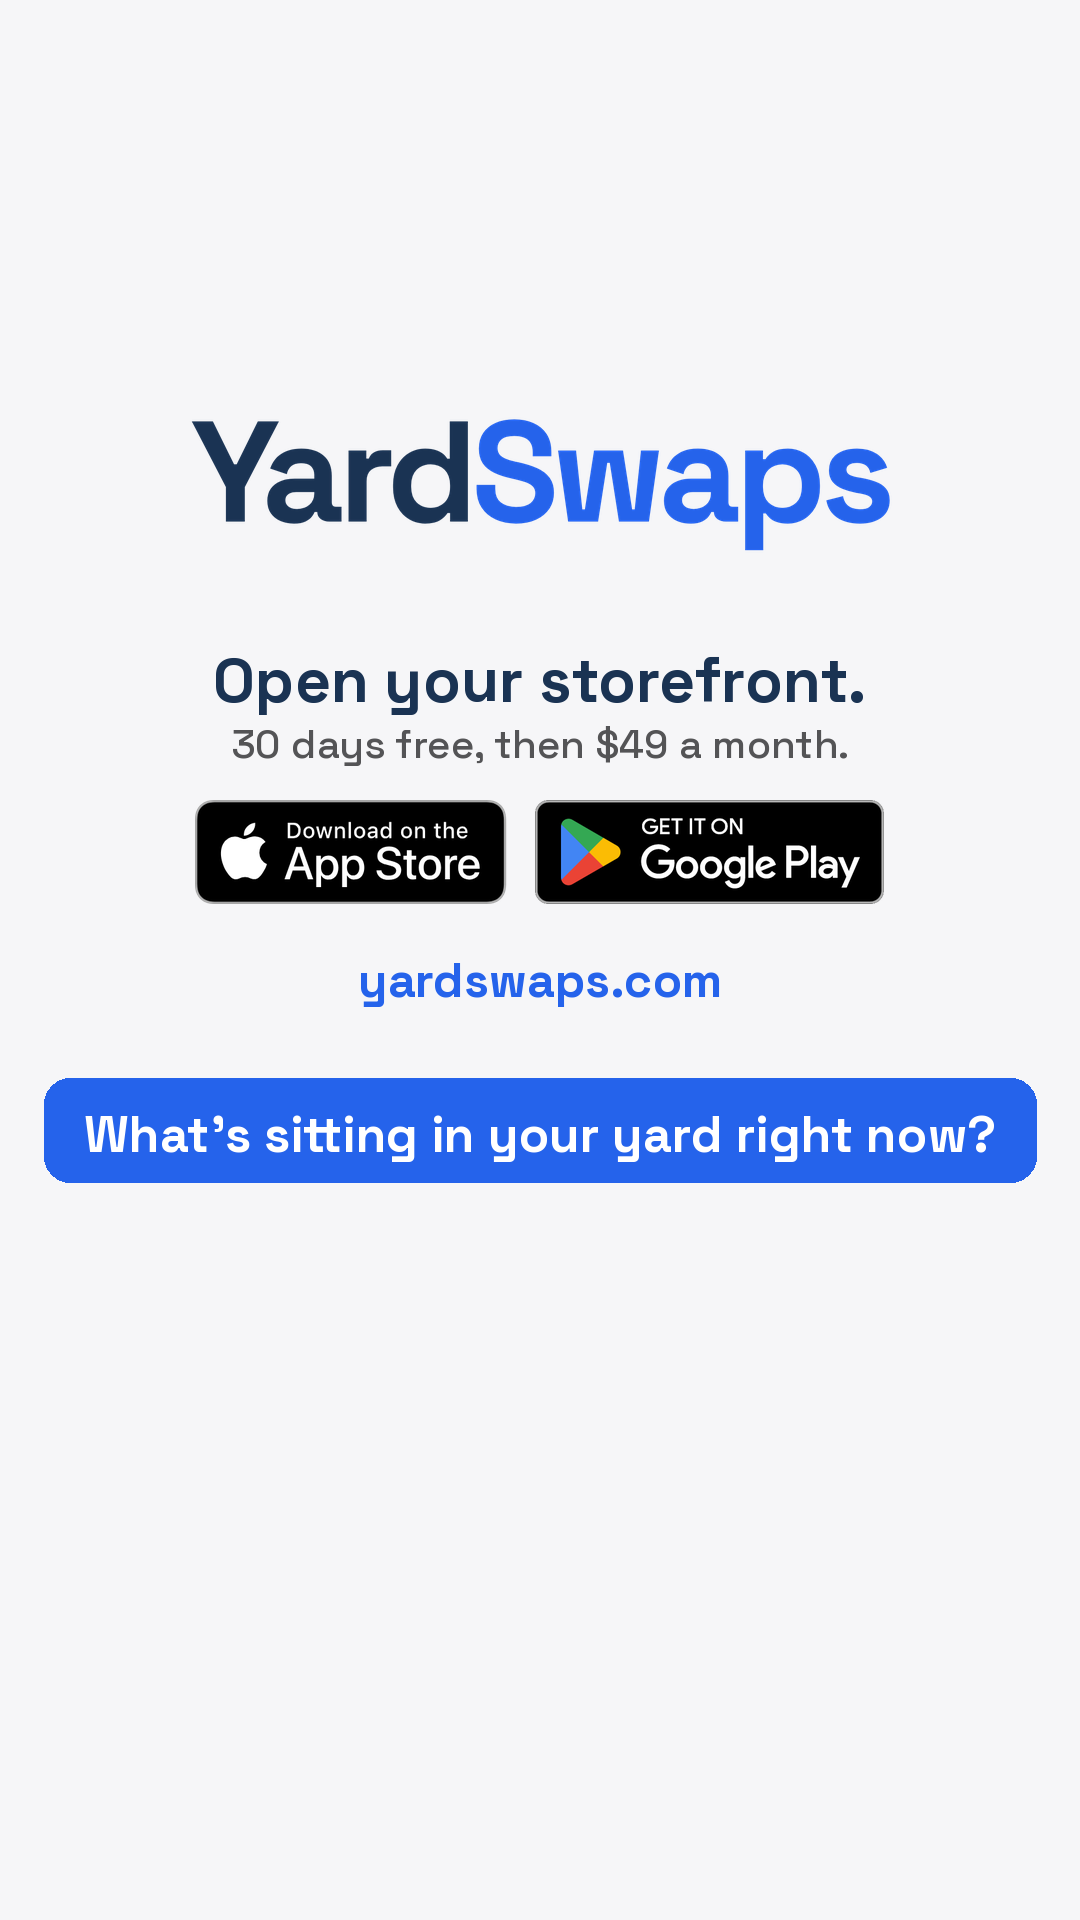 YardSwaps
Open your storefront.
30 days free, then $49 a month.
Download on the
App Store
GET IT ON
Google Play
yardswaps.com
What’s sitting in your yard right now?